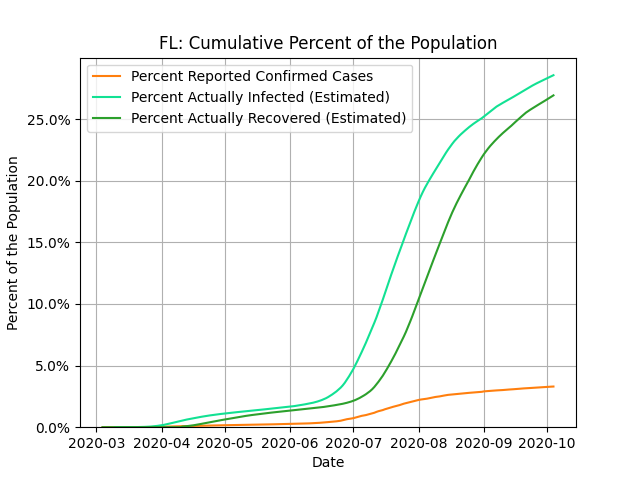 FL: Cumulative Percent of the Population
Percent Reported Confirmed Cases
Percent Actually Infected (Estimated)
Percent Actually Recovered (Estimated)
Percent of the Population
25.0%
20.0%
15.0%
10.0%
5.0%
0.0%
2020-03 2020-04 2020-05 2020-06 2020-07 2020-08 2020-09 2020-10
Date